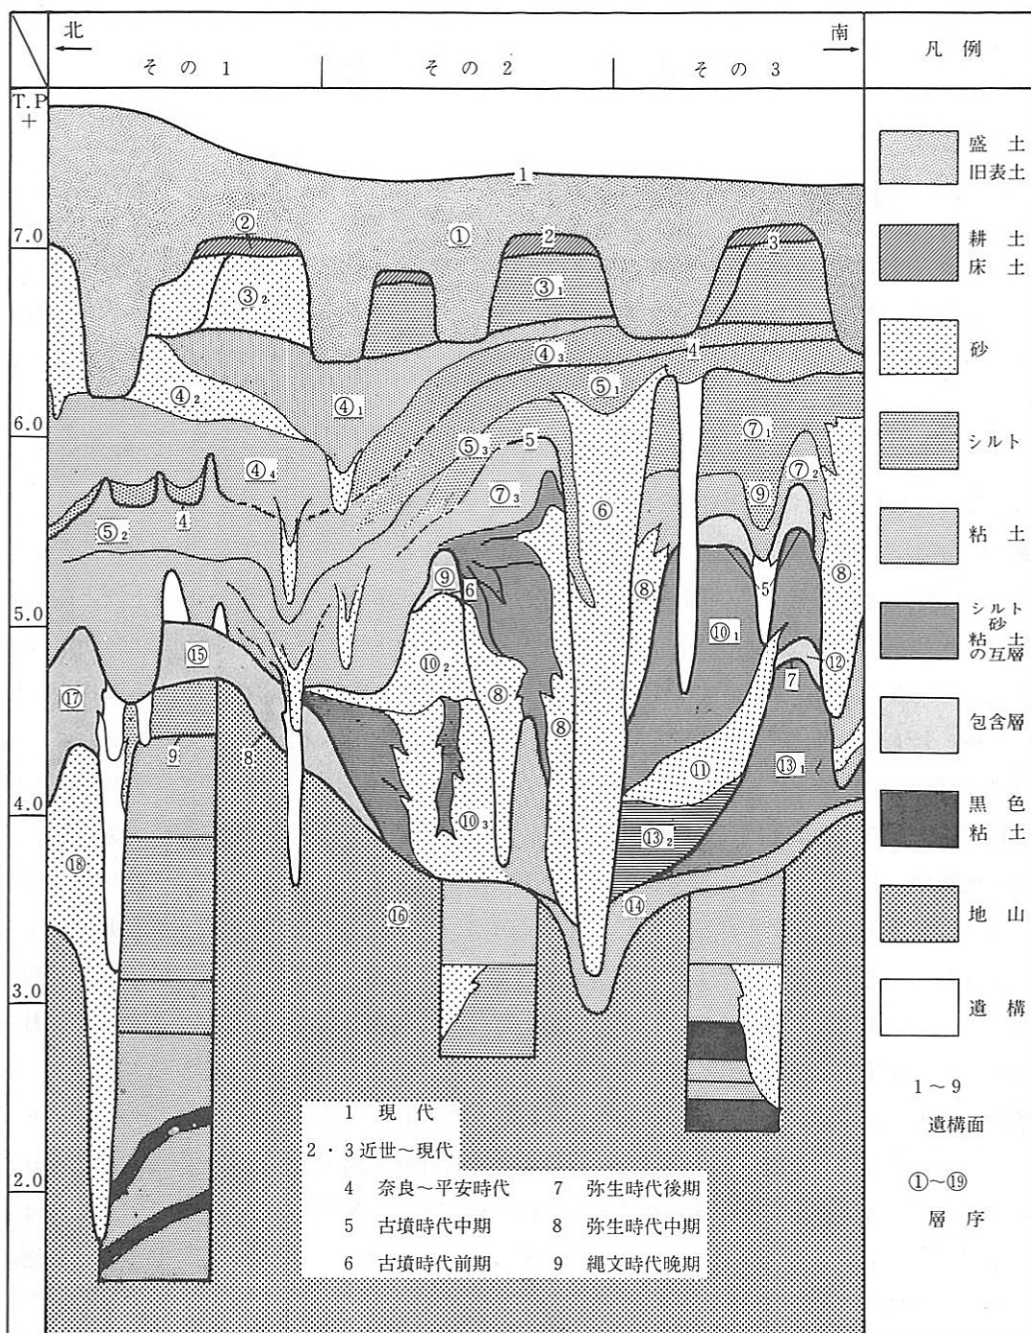 北 南
その1 その2 その3
凡例
T.P
+
7.0
6.0
5.0
4.0
3.0
2.0
1
②
①
2
3
③₂
③₁
④₃
4
④₂
④₁
⑤₁
⑤₃
5
⑦₁
④₄
⑦₂
⑦₃
⑨
4
⑤₂
⑥
⑧
⑧
⑨
6
5
⑩₁
⑮
⑩₂
⑫
⑰
⑧
7
9
8
⑧
⑪
⑬₁
⑩₃
⑬₂
⑱
⑯
⑭
盛土
旧表土
耕土
床土
砂
シルト
粘土
シルト
砂
粘土
の互層
包含層
黒色
粘土
地山
遺構
1～9
遺構面
①～⑲
層序
1 現代
2・3 近世～現代
4 奈良～平安時代
5 古墳時代中期
6 古墳時代前期
7 弥生時代後期
8 弥生時代中期
9 縄文時代晩期